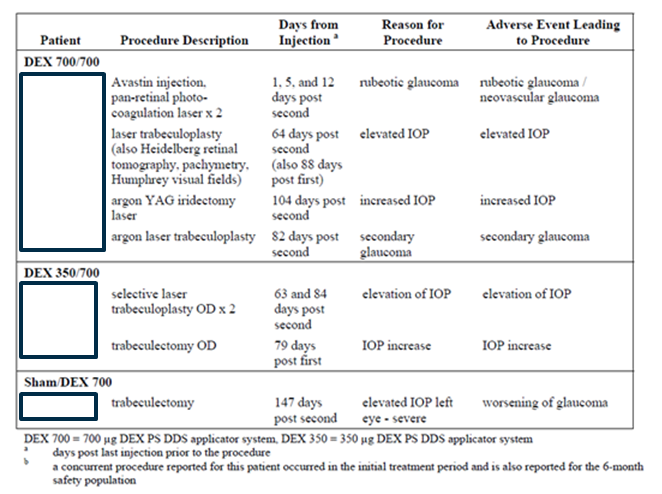 Patient Procedure Description Days from Injection a Reason for Procedure Adverse Event Leading to Procedure
DEX 700/700
Avastin injection, 1, 5, and 12 rubeotic glaucoma rubeotic glaucoma /
pan-retinal photo- days post neovascular glaucoma
coagulation laser x 2 second
laser trabeculoplasty 64 days post elevated IOP elevated IOP
(also Heidelberg retinal second
tomography, pachymetry, (also 88 days
Humphrey visual fields) post first)
argon YAG iridectomy 104 days post increased IOP increased IOP
laser second
argon laser trabeculoplasty 82 days post secondary secondary glaucoma
second glaucoma
DEX 350/700
selective laser 63 and 84 elevation of IOP elevation of IOP
trabeculoplasty OD x 2 days post
second
trabeculectomy OD 79 days IOP increase IOP increase
post first
Sham/DEX 700
trabeculectomy 147 days elevated IOP left worsening of glaucoma
post second eye - severe
DEX 700 = 700 µg DEX PS DDS applicator system, DEX 350 = 350 µg DEX PS DDS applicator system
a days post last injection prior to the procedure
b a concurrent procedure reported for this patient occurred in the initial treatment period and is also reported for the 6-month
safety population